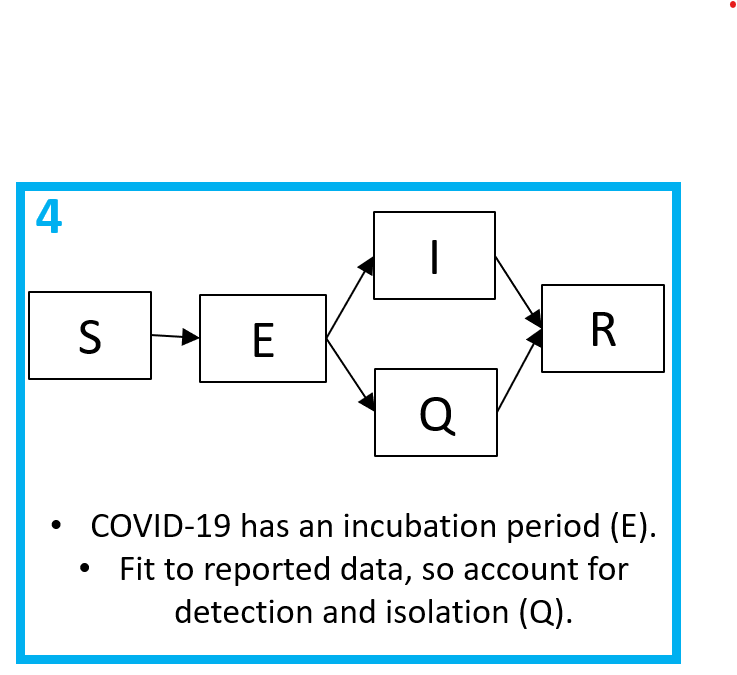 4
I
S
E
R
Q
• COVID-19 has an incubation period (E).
• Fit to reported data, so account for
detection and isolation (Q).